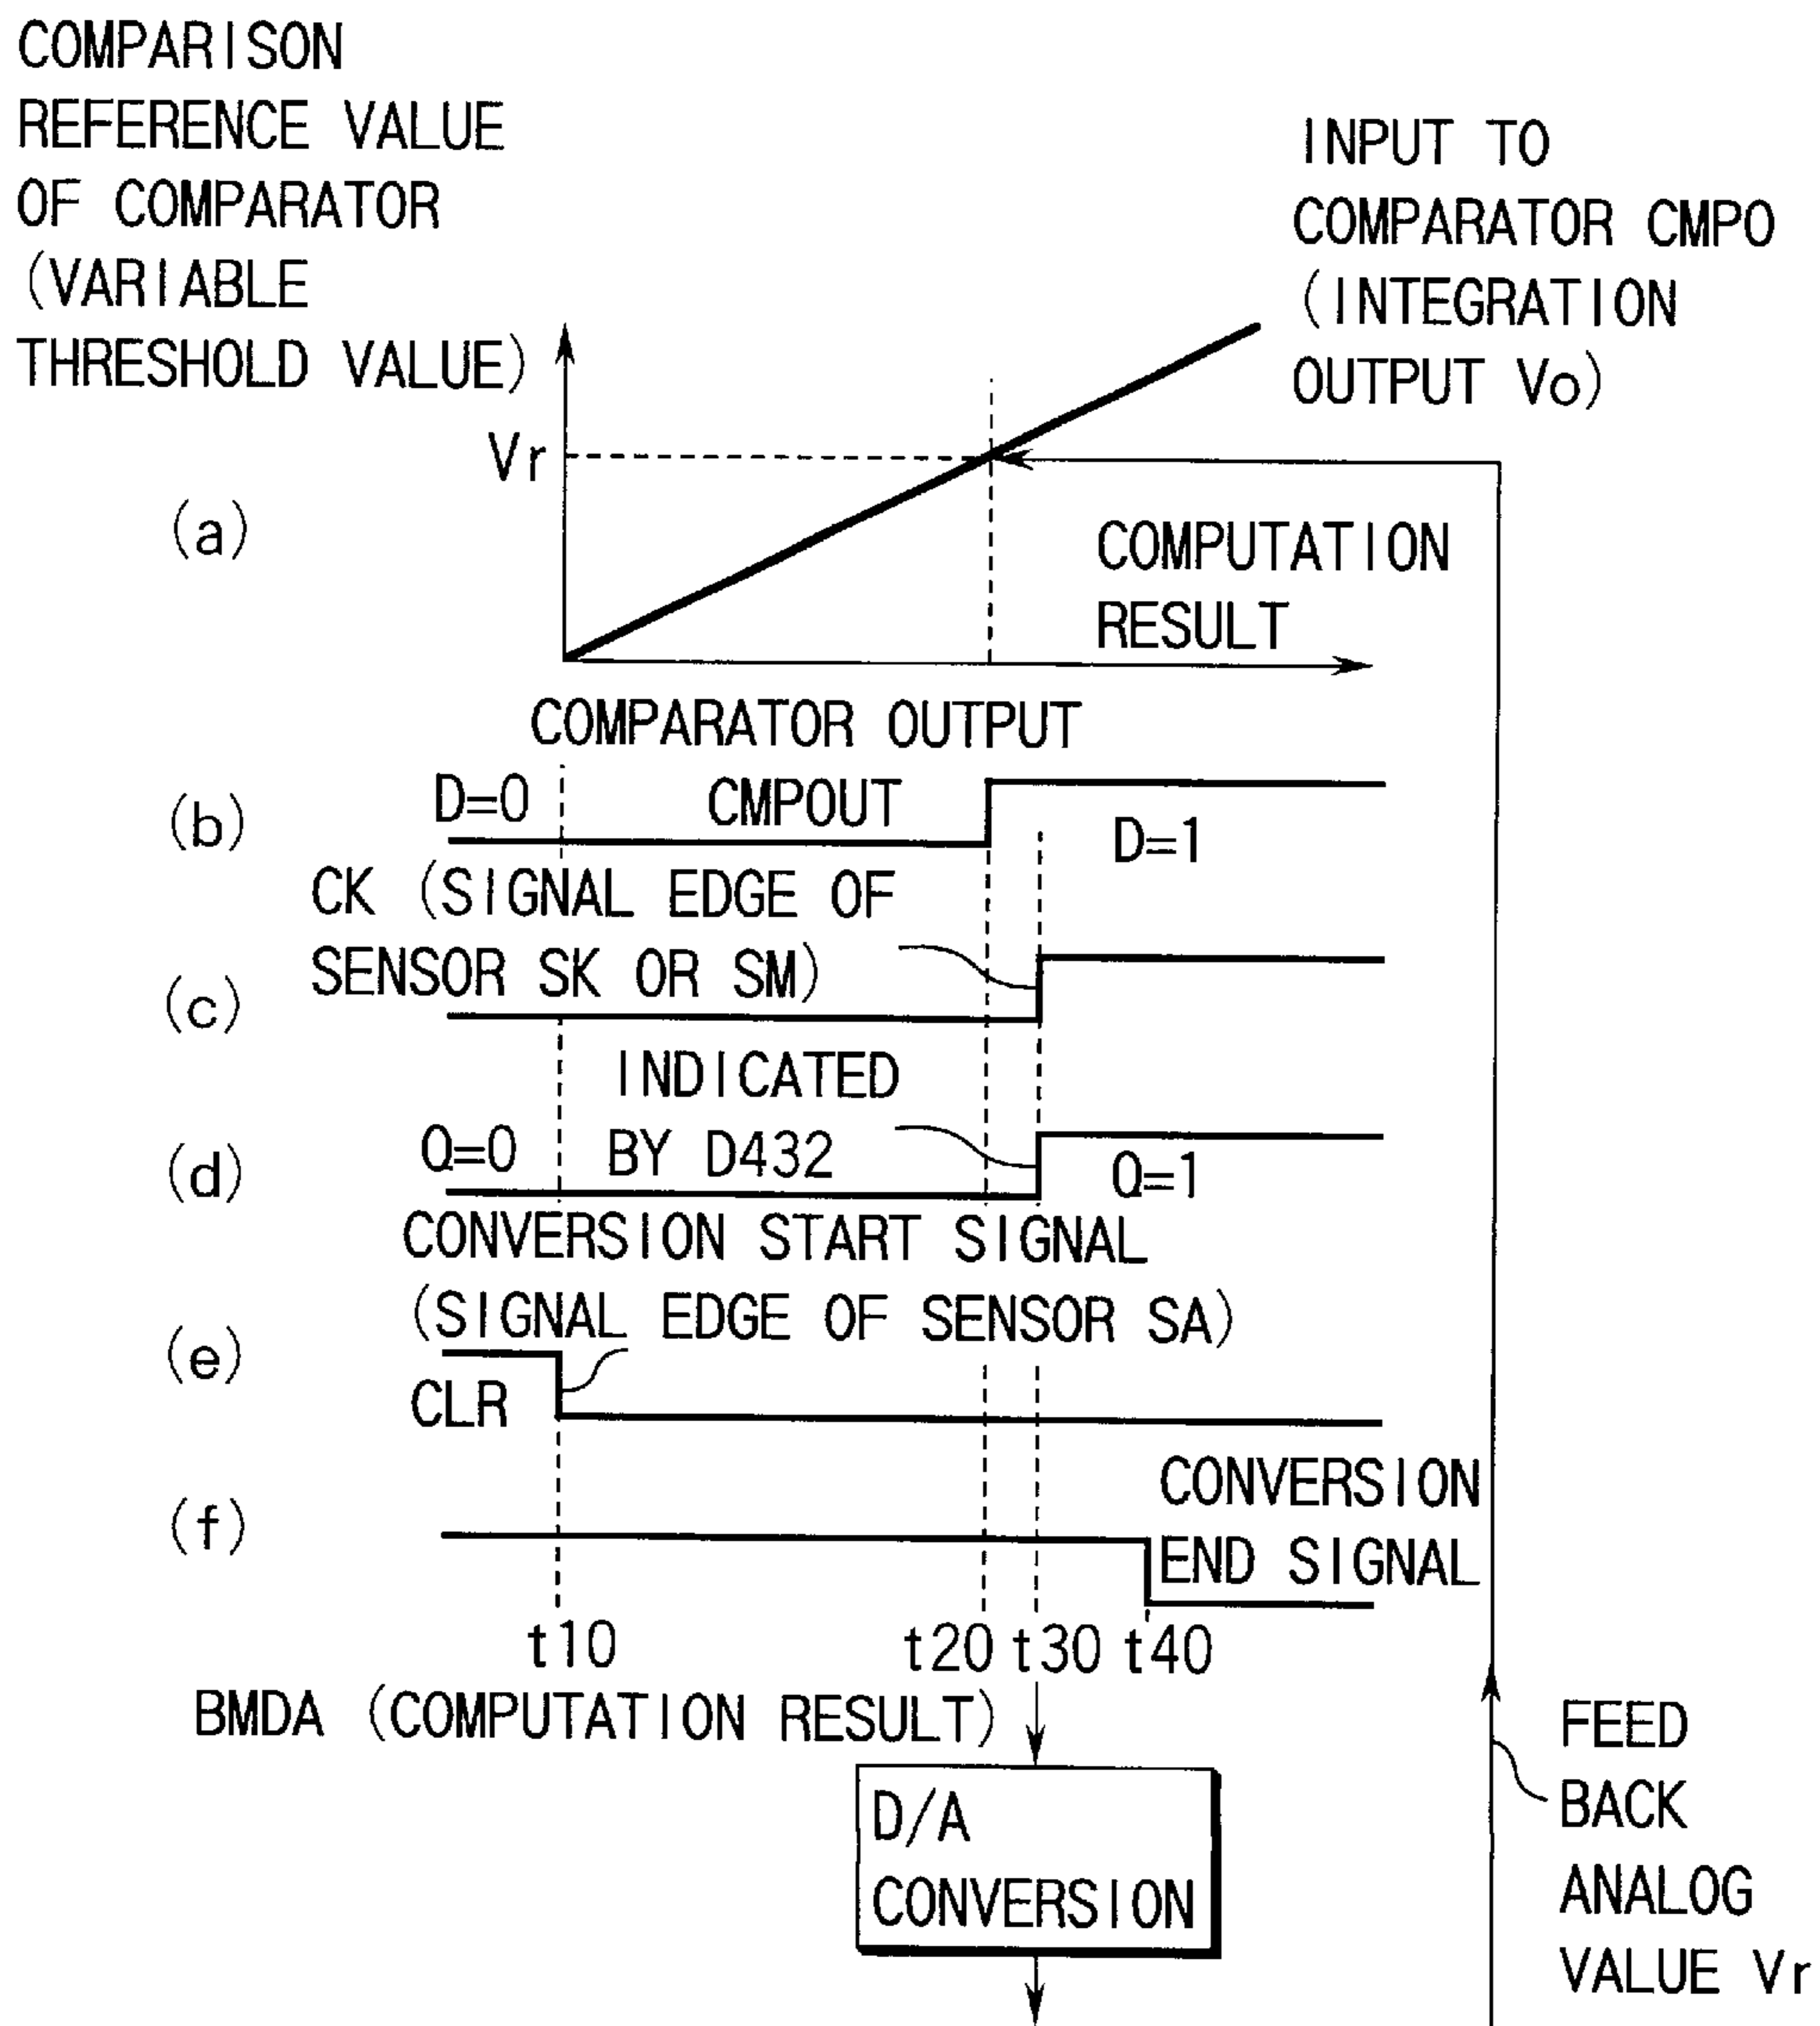 COMPARISON
REFERENCE VALUE
OF COMPARATOR
(VARIABLE
THRESHOLD VALUE)
INPUT TO
COMPARATOR CMPO
(INTEGRATION
OUTPUT Vo)
Vr
(a)
COMPUTATION
RESULT
COMPARATOR OUTPUT
CMPOUT
(b)
D=0
D=1
CK (SIGNAL EDGE OF
SENSOR SK OR SM)
(c)
INDICATED
BY D432
(d)
Q=0
Q=1
CONVERSION START SIGNAL
(SIGNAL EDGE OF SENSOR SA)
(e)
CLR
(f)
CONVERSION
END SIGNAL
t10
t20
t30
t40
BMDA (COMPUTATION RESULT)
D/A
CONVERSION
FEED
BACK
ANALOG
VALUE Vr